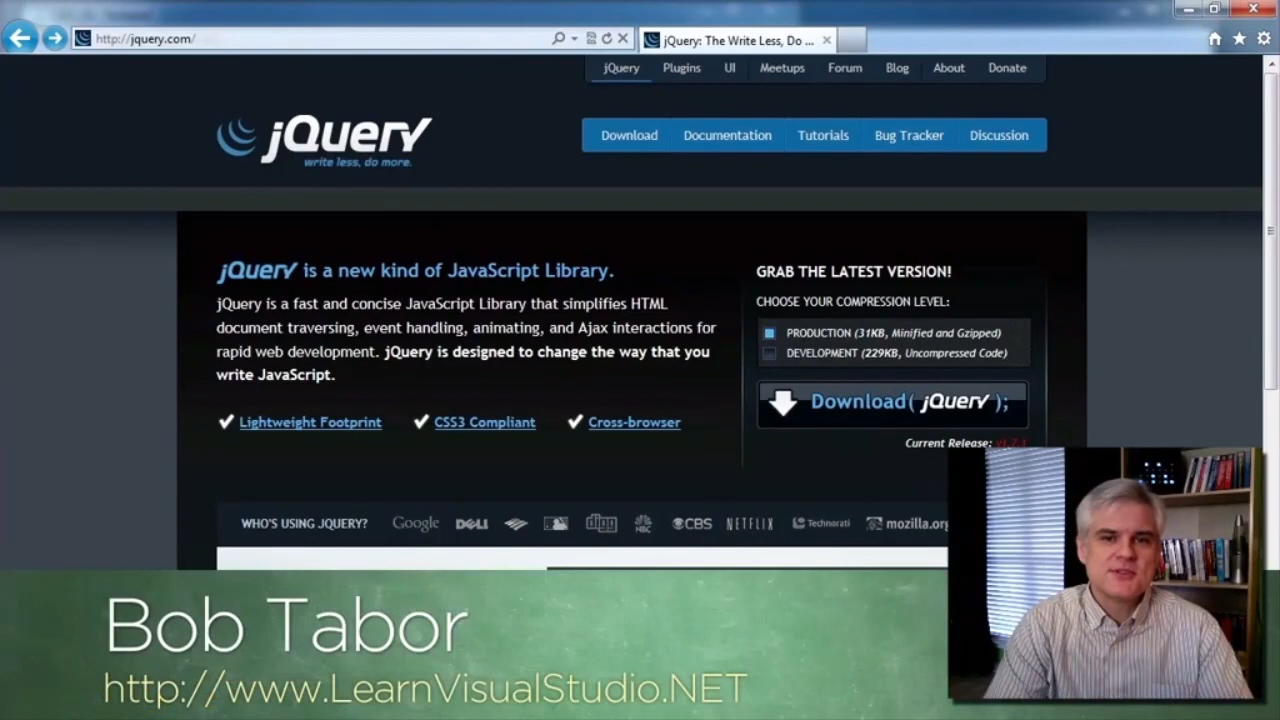 http://jquery.com/
jQuery: The Write Less, Do ...
jQuery Plugins UI Meetups Forum Blog About Donate
jQuery
write less, do more.
Download Documentation Tutorials Bug Tracker Discussion
jQuery is a new kind of JavaScript Library.
jQuery is a fast and concise JavaScript Library that simplifies HTML
document traversing, event handling, animating, and Ajax interactions for
rapid web development. jQuery is designed to change the way that you
write JavaScript.
Lightweight Footprint CSS3 Compliant Cross-browser
GRAB THE LATEST VERSION!
CHOOSE YOUR COMPRESSION LEVEL:
PRODUCTION (31KB, Minified and Gzipped)
DEVELOPMENT (229KB, Uncompressed Code)
Download( jQuery );
Current Release: v1.7.1
WHO'S USING JQUERY? Google DELL NBC CBS NETFLIX Technorati mozilla.org
Bob Tabor
http://www.LearnVisualStudio.NET